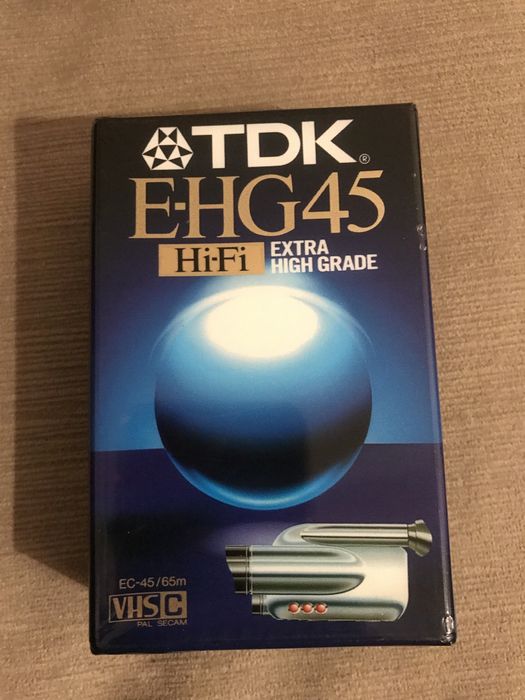 TDK®
E-HG45
Hi-Fi EXTRA
HIGH GRADE
EC-45/65m
VHS C
PAL SECAM